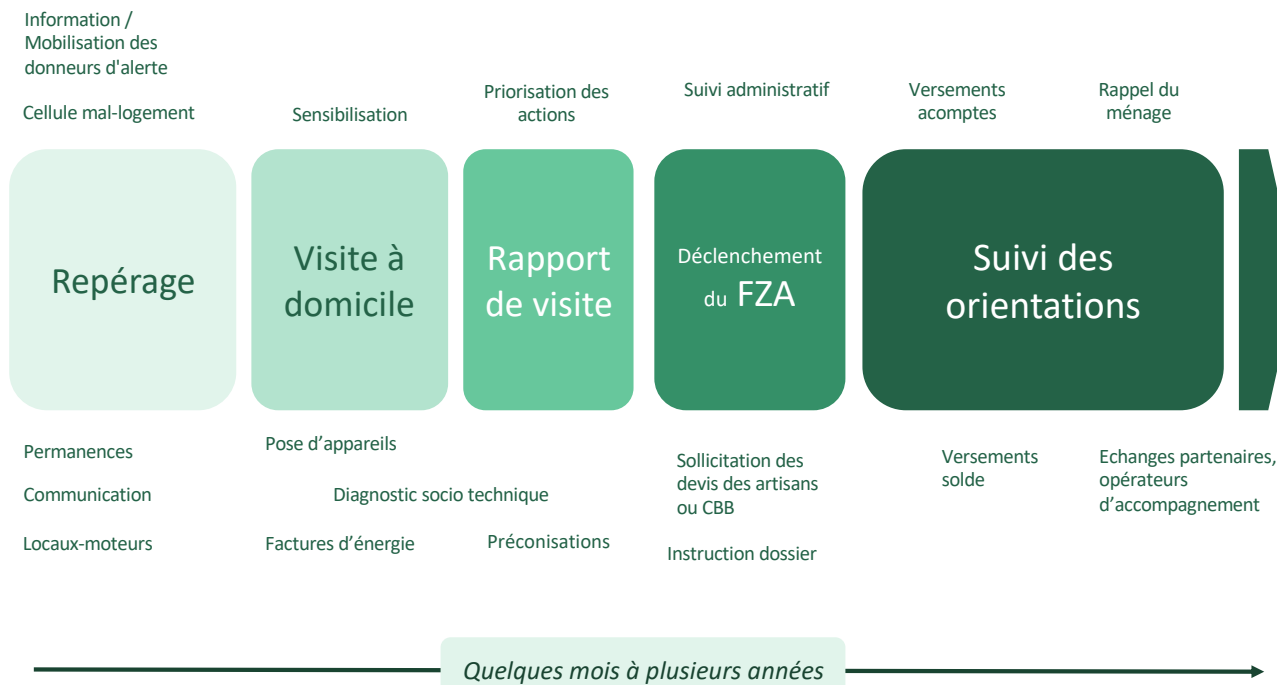 Information /
Mobilisation des
donneurs d'alerte
Cellule mal-logement
Sensibilisation
Priorisation des
actions
Suivi administratif
Versements
acomptes
Rappel du
ménage
Repérage
Visite à
domicile
Rapport
de visite
Déclenchement
du FZA
Suivi des
orientations
Permanences
Communication
Locaux-moteurs
Pose d’appareils
Diagnostic socio technique
Factures d’énergie
Préconisations
Sollicitation des
devis des artisans
ou CBB
Instruction dossier
Versements
solde
Echanges partenaires,
opérateurs
d’accompagnement
Quelques mois à plusieurs années